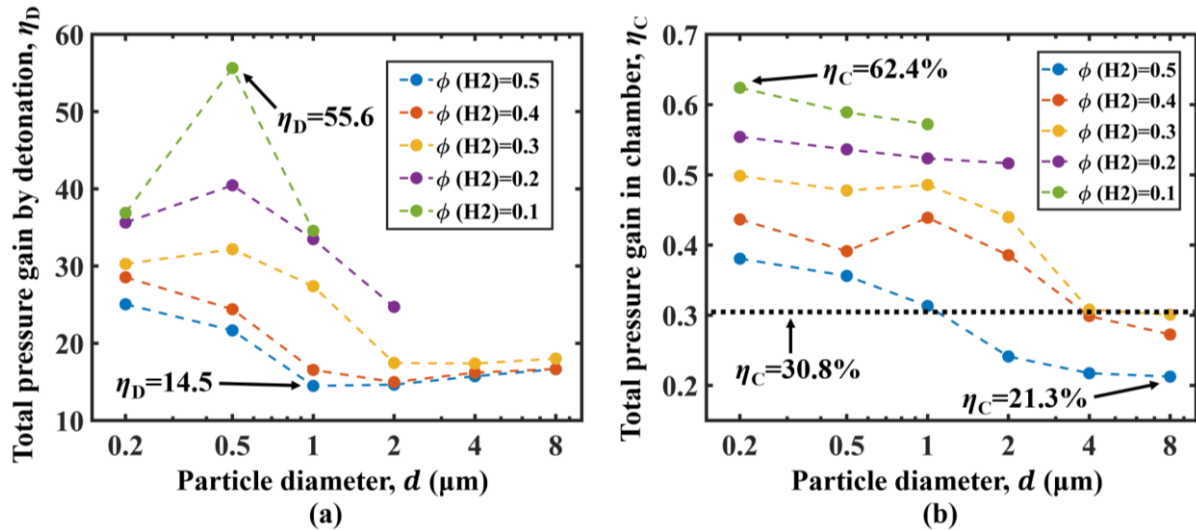 Total pressure gain by detonation, ηD
60
50
40
30
20
10
ηD=55.6
ηD=14.5
ϕ (H2)=0.5
ϕ (H2)=0.4
ϕ (H2)=0.3
ϕ (H2)=0.2
ϕ (H2)=0.1
0.2 0.5 1 2 4 8
Particle diameter, d (μm)
(a)
Total pressure gain in chamber, ηC
0.7
0.6
0.5
0.4
0.3
0.2
ηC=62.4%
ϕ (H2)=0.5
ϕ (H2)=0.4
ϕ (H2)=0.3
ϕ (H2)=0.2
ϕ (H2)=0.1
ηC=30.8%
ηC=21.3%
0.2 0.5 1 2 4 8
Particle diameter, d (μm)
(b)